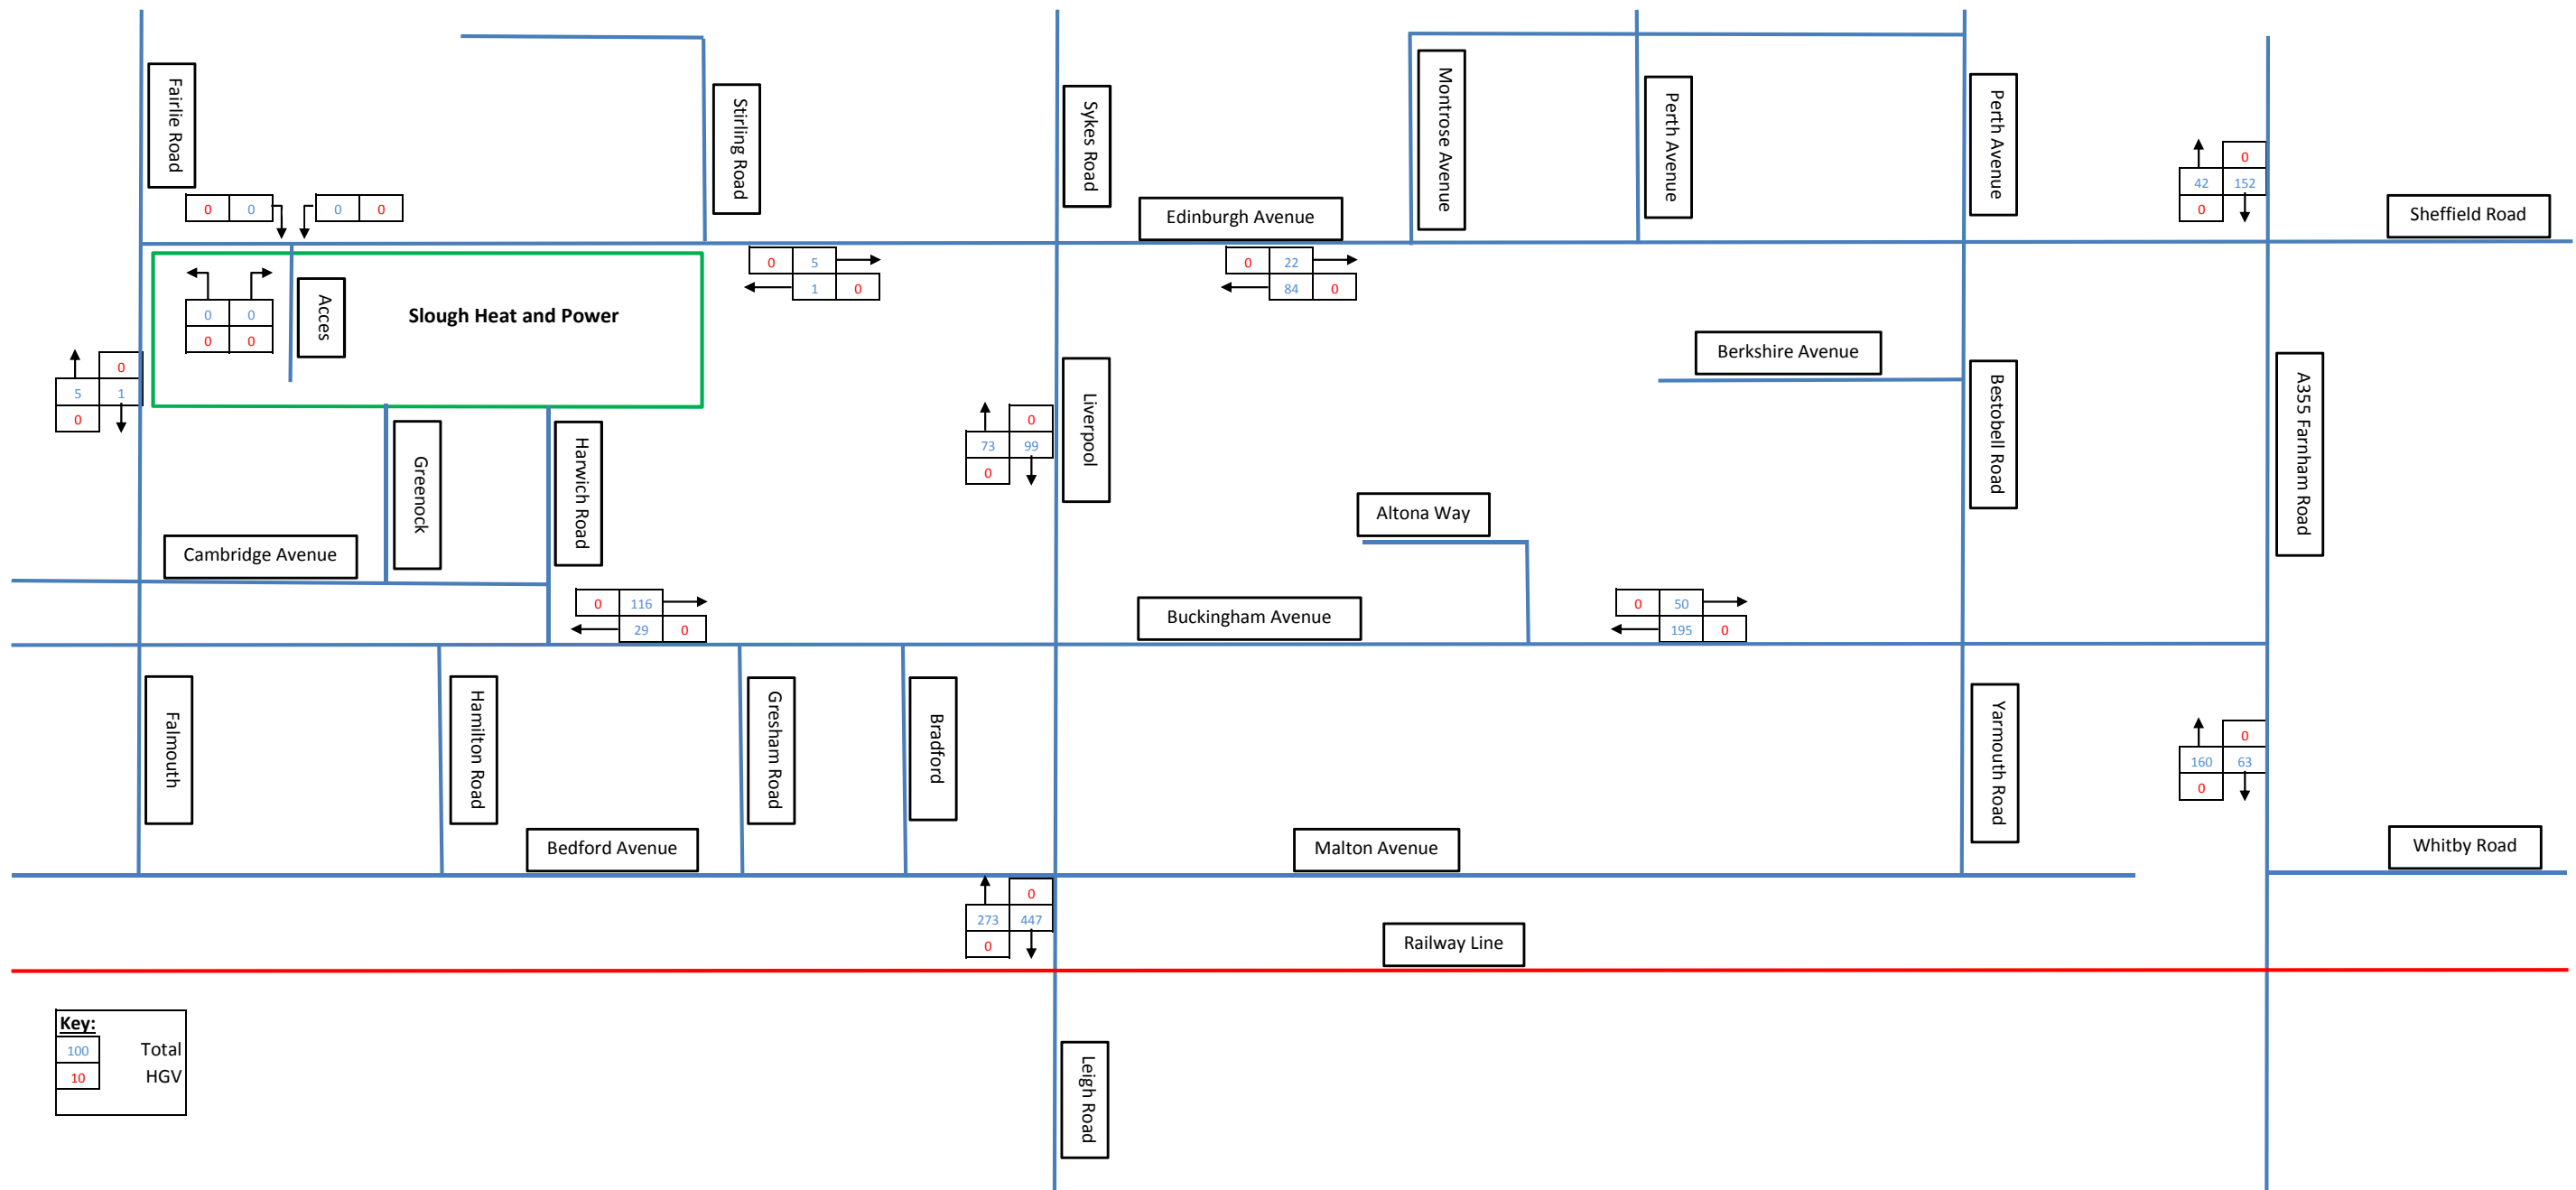 Fairlie Road
Stirling Road
Sykes Road
Montrose Avenue
Perth Avenue
Perth Avenue
0
42 152
0
Sheffield Road
0 0
0 0
Edinburgh Avenue
0 5
1 0
0 22
84 0
Acces
Slough Heat and Power
0 0
0 0
0
5 1
0
Berkshire Avenue
Liverpool
Bestobell Road
A355 Farnham Road
0
73 99
0
Greenock
Harwich Road
Altona Way
Cambridge Avenue
0 116
29 0
Buckingham Avenue
0 50
195 0
Falmouth
Hamilton Road
Gresham Road
Bradford
Yarmouth Road
0
160 63
0
Bedford Avenue
Malton Avenue
Whitby Road
0
273 447
0
Railway Line
Key:
100 Total
10 HGV
Leigh Road